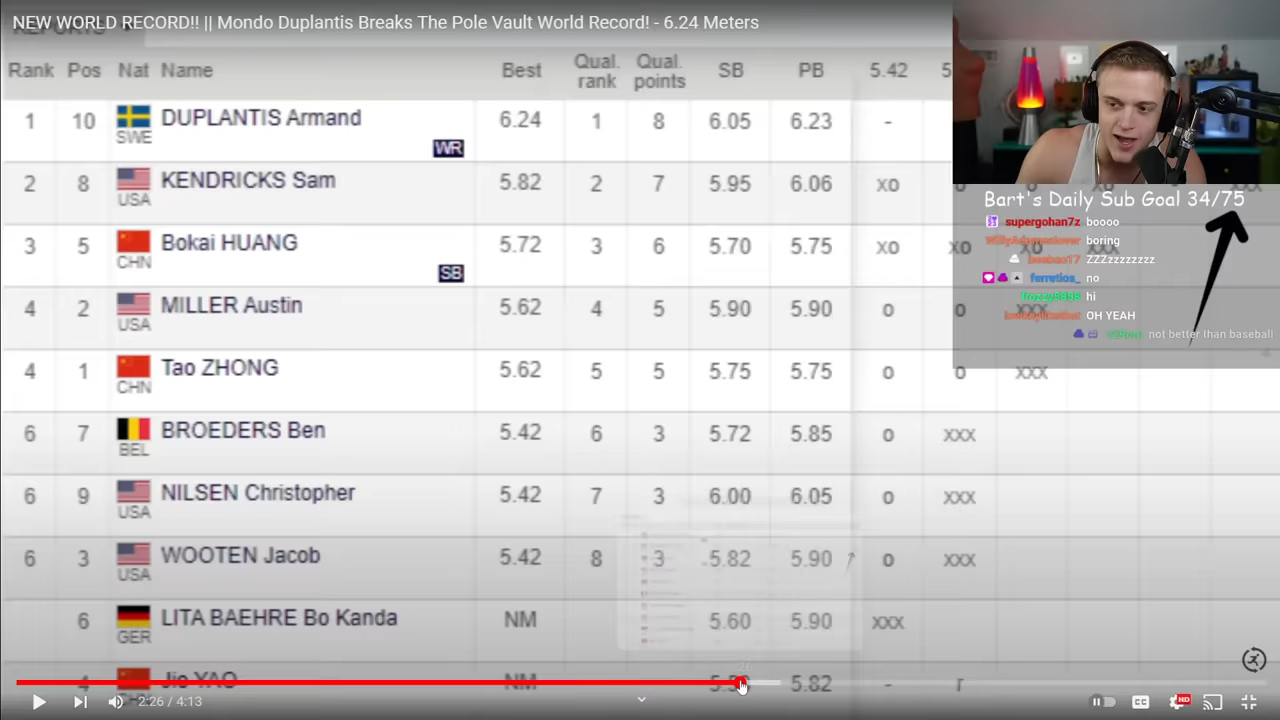 NEW WORLD RECORD!! || Mondo Duplantis Breaks The Pole Vault World Record! - 6.24 Meters
Rank Pos Nat Name Best Qual. rank Qual. points SB PB 5.42
1 10 SWE DUPLANTIS Armand WR 6.24 1 8 6.05 6.23 -
2 8 USA KENDRICKS Sam 5.82 2 7 5.95 6.06 XO
3 5 CHN Bokai HUANG SB 5.72 3 6 5.70 5.75 XO XO
4 2 USA MILLER Austin 5.62 4 5 5.90 5.90 O O XXX
4 1 CHN Tao ZHONG 5.62 5 5 5.75 5.75 O O XXX
6 7 BEL BROEDERS Ben 5.42 6 3 5.72 5.85 O XXX
6 9 USA NILSEN Christopher 5.42 7 3 6.00 6.05 O XXX
6 3 USA WOOTEN Jacob 5.42 8 3 5.82 5.90 O XXX
6 GER LITA BAEHRE Bo Kanda NM 5.60 5.90 XXX
4 Jie YAO NM 5.82 - r
Bart's Daily Sub Goal 34/75
supergohan7z boooo
boring
ZZZzzzzzzzz
ferretios_ no
hi
OH YEAH
not better than baseball
2:26 / 4:13
CC
HD